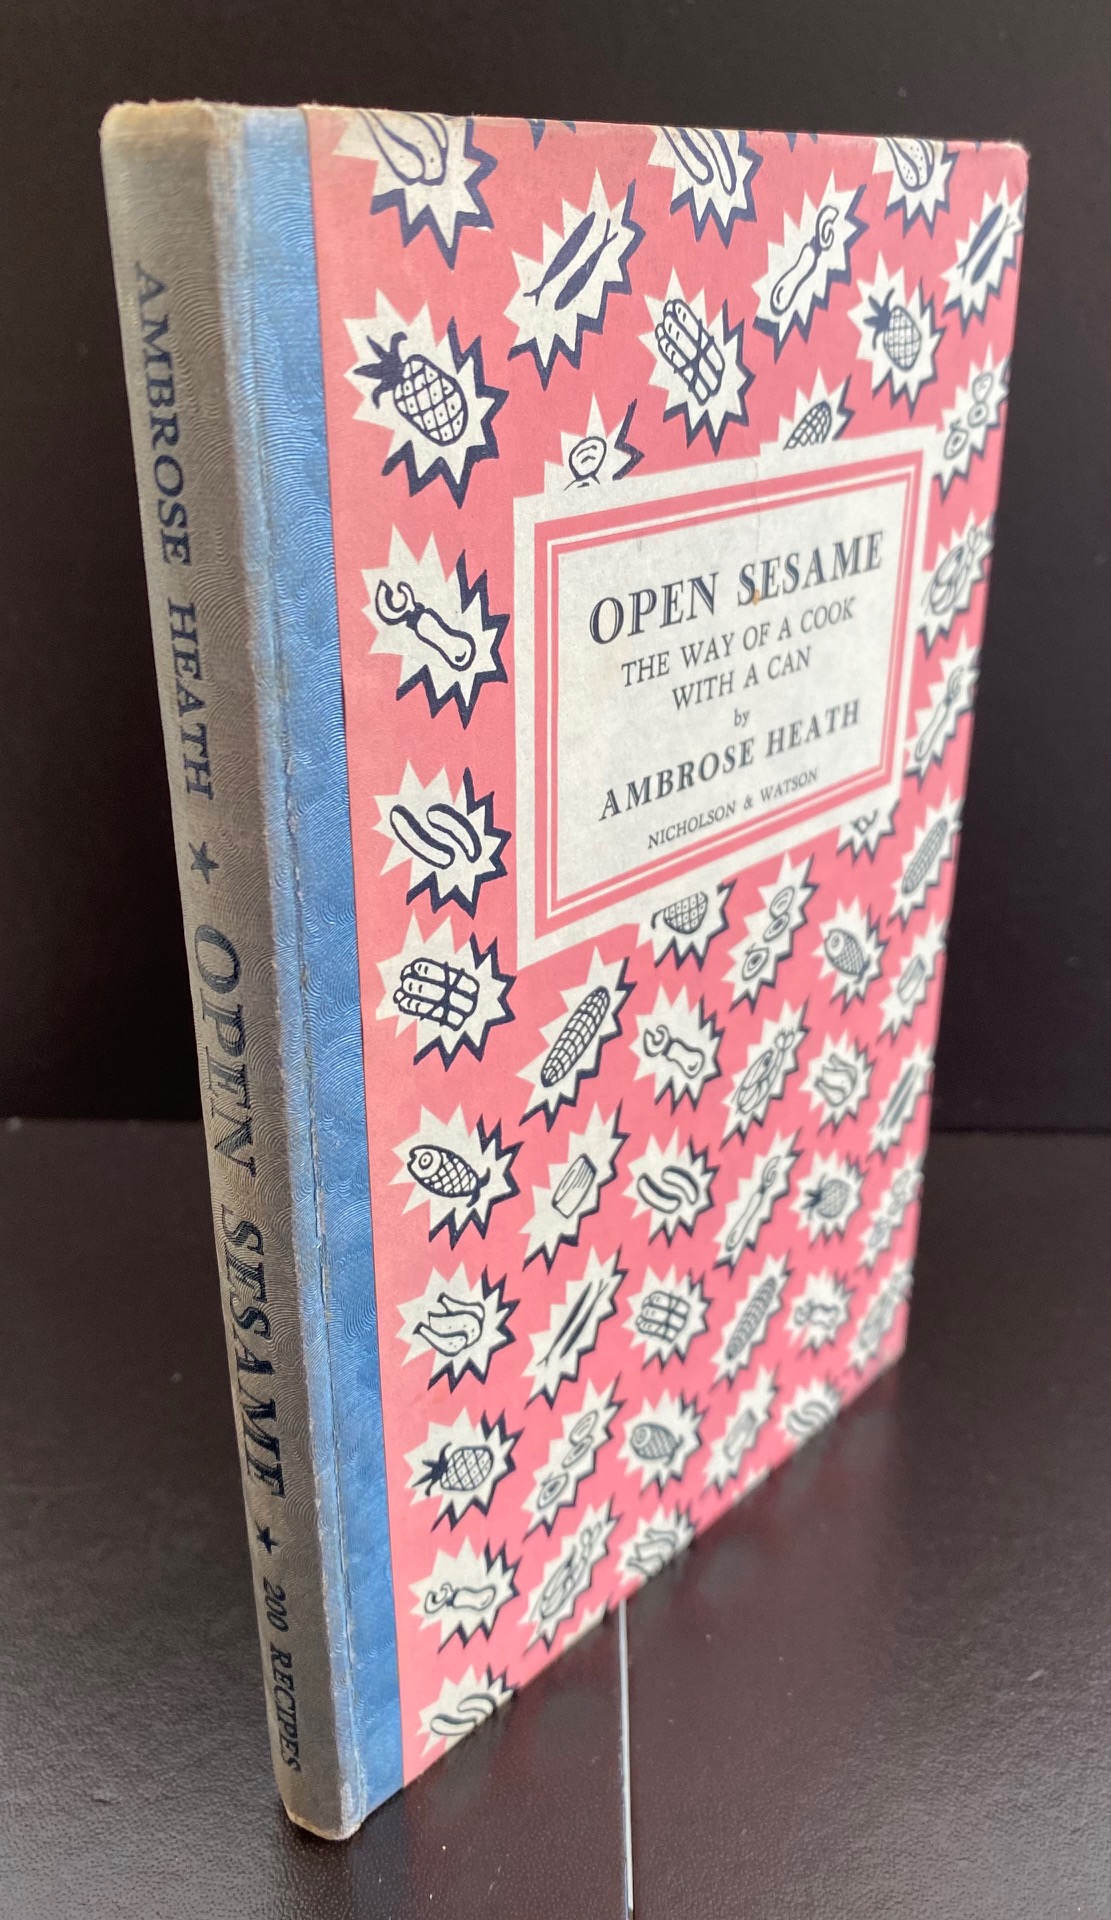 AMBROSE HEATH ★ OPEN SESAME ★ 200 RECIPES
OPEN SESAME
THE WAY OF A COOK
WITH A CAN
by
AMBROSE HEATH
NICHOLSON & WATSON